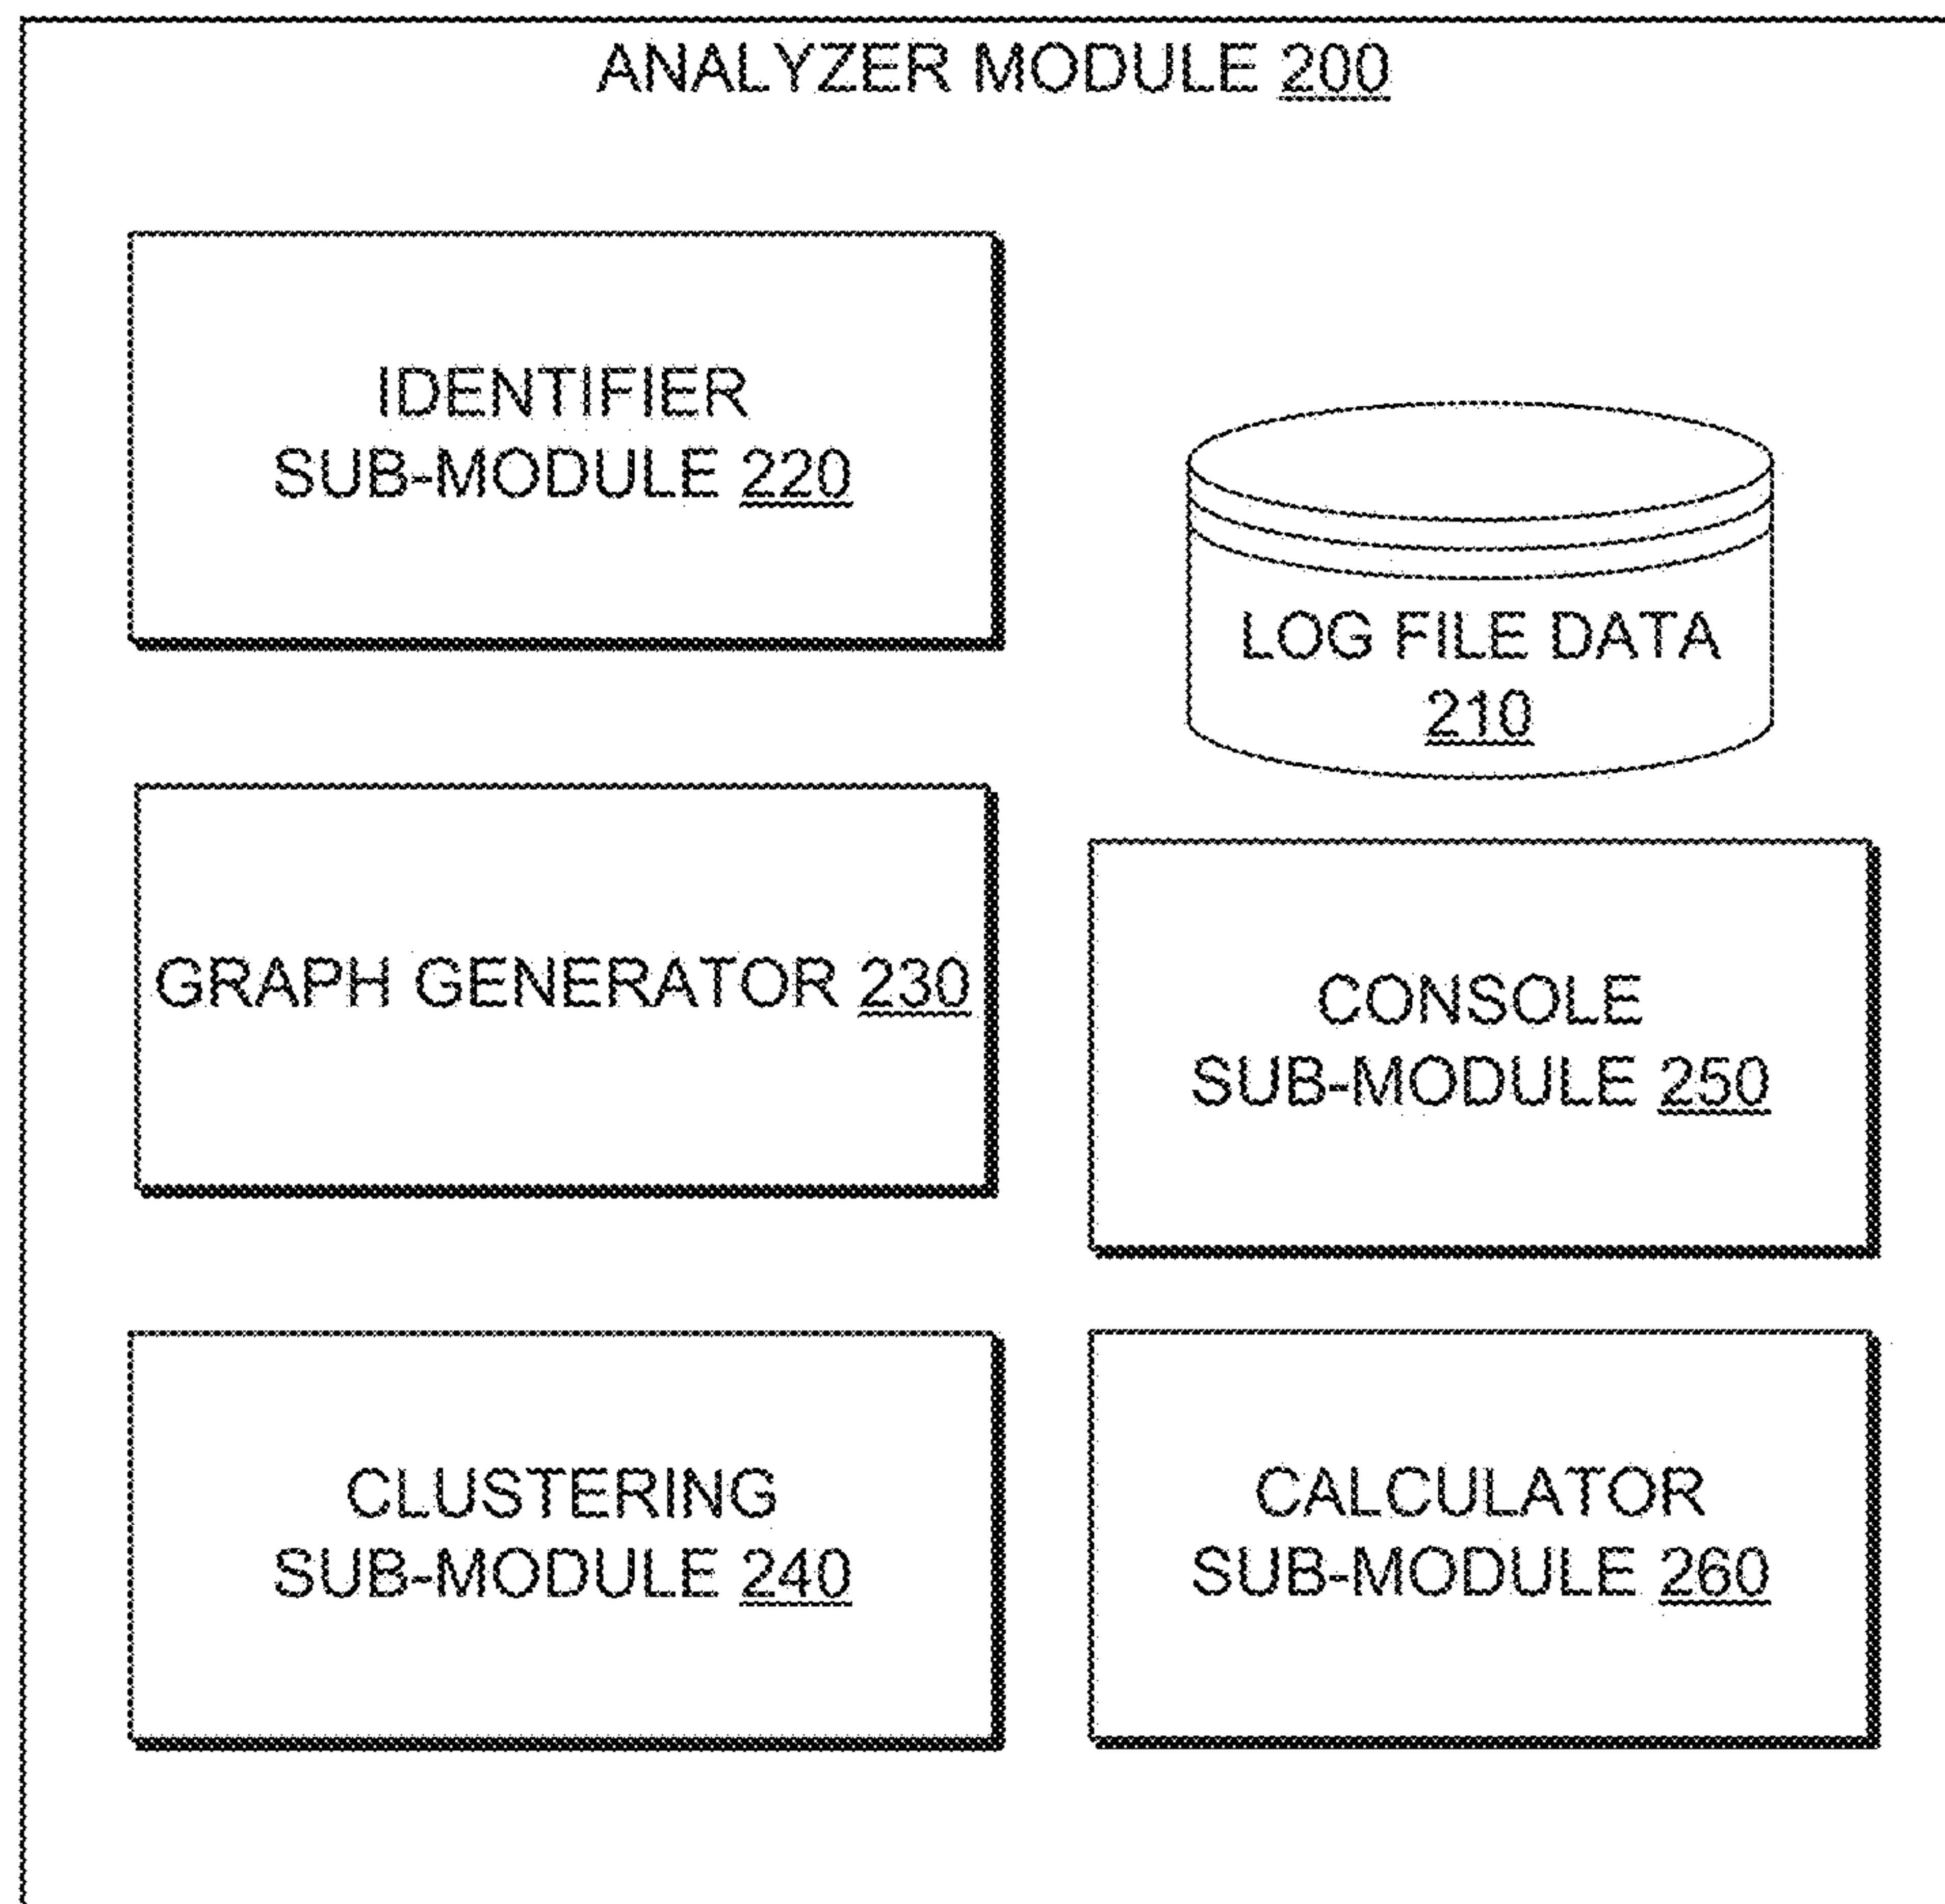 ANALYZER MODULE 200
IDENTIFIER
SUB-MODULE 220
LOG FILE DATA
210
GRAPH GENERATOR 230
CONSOLE
SUB-MODULE 250
CLUSTERING
SUB-MODULE 240
CALCULATOR
SUB-MODULE 260